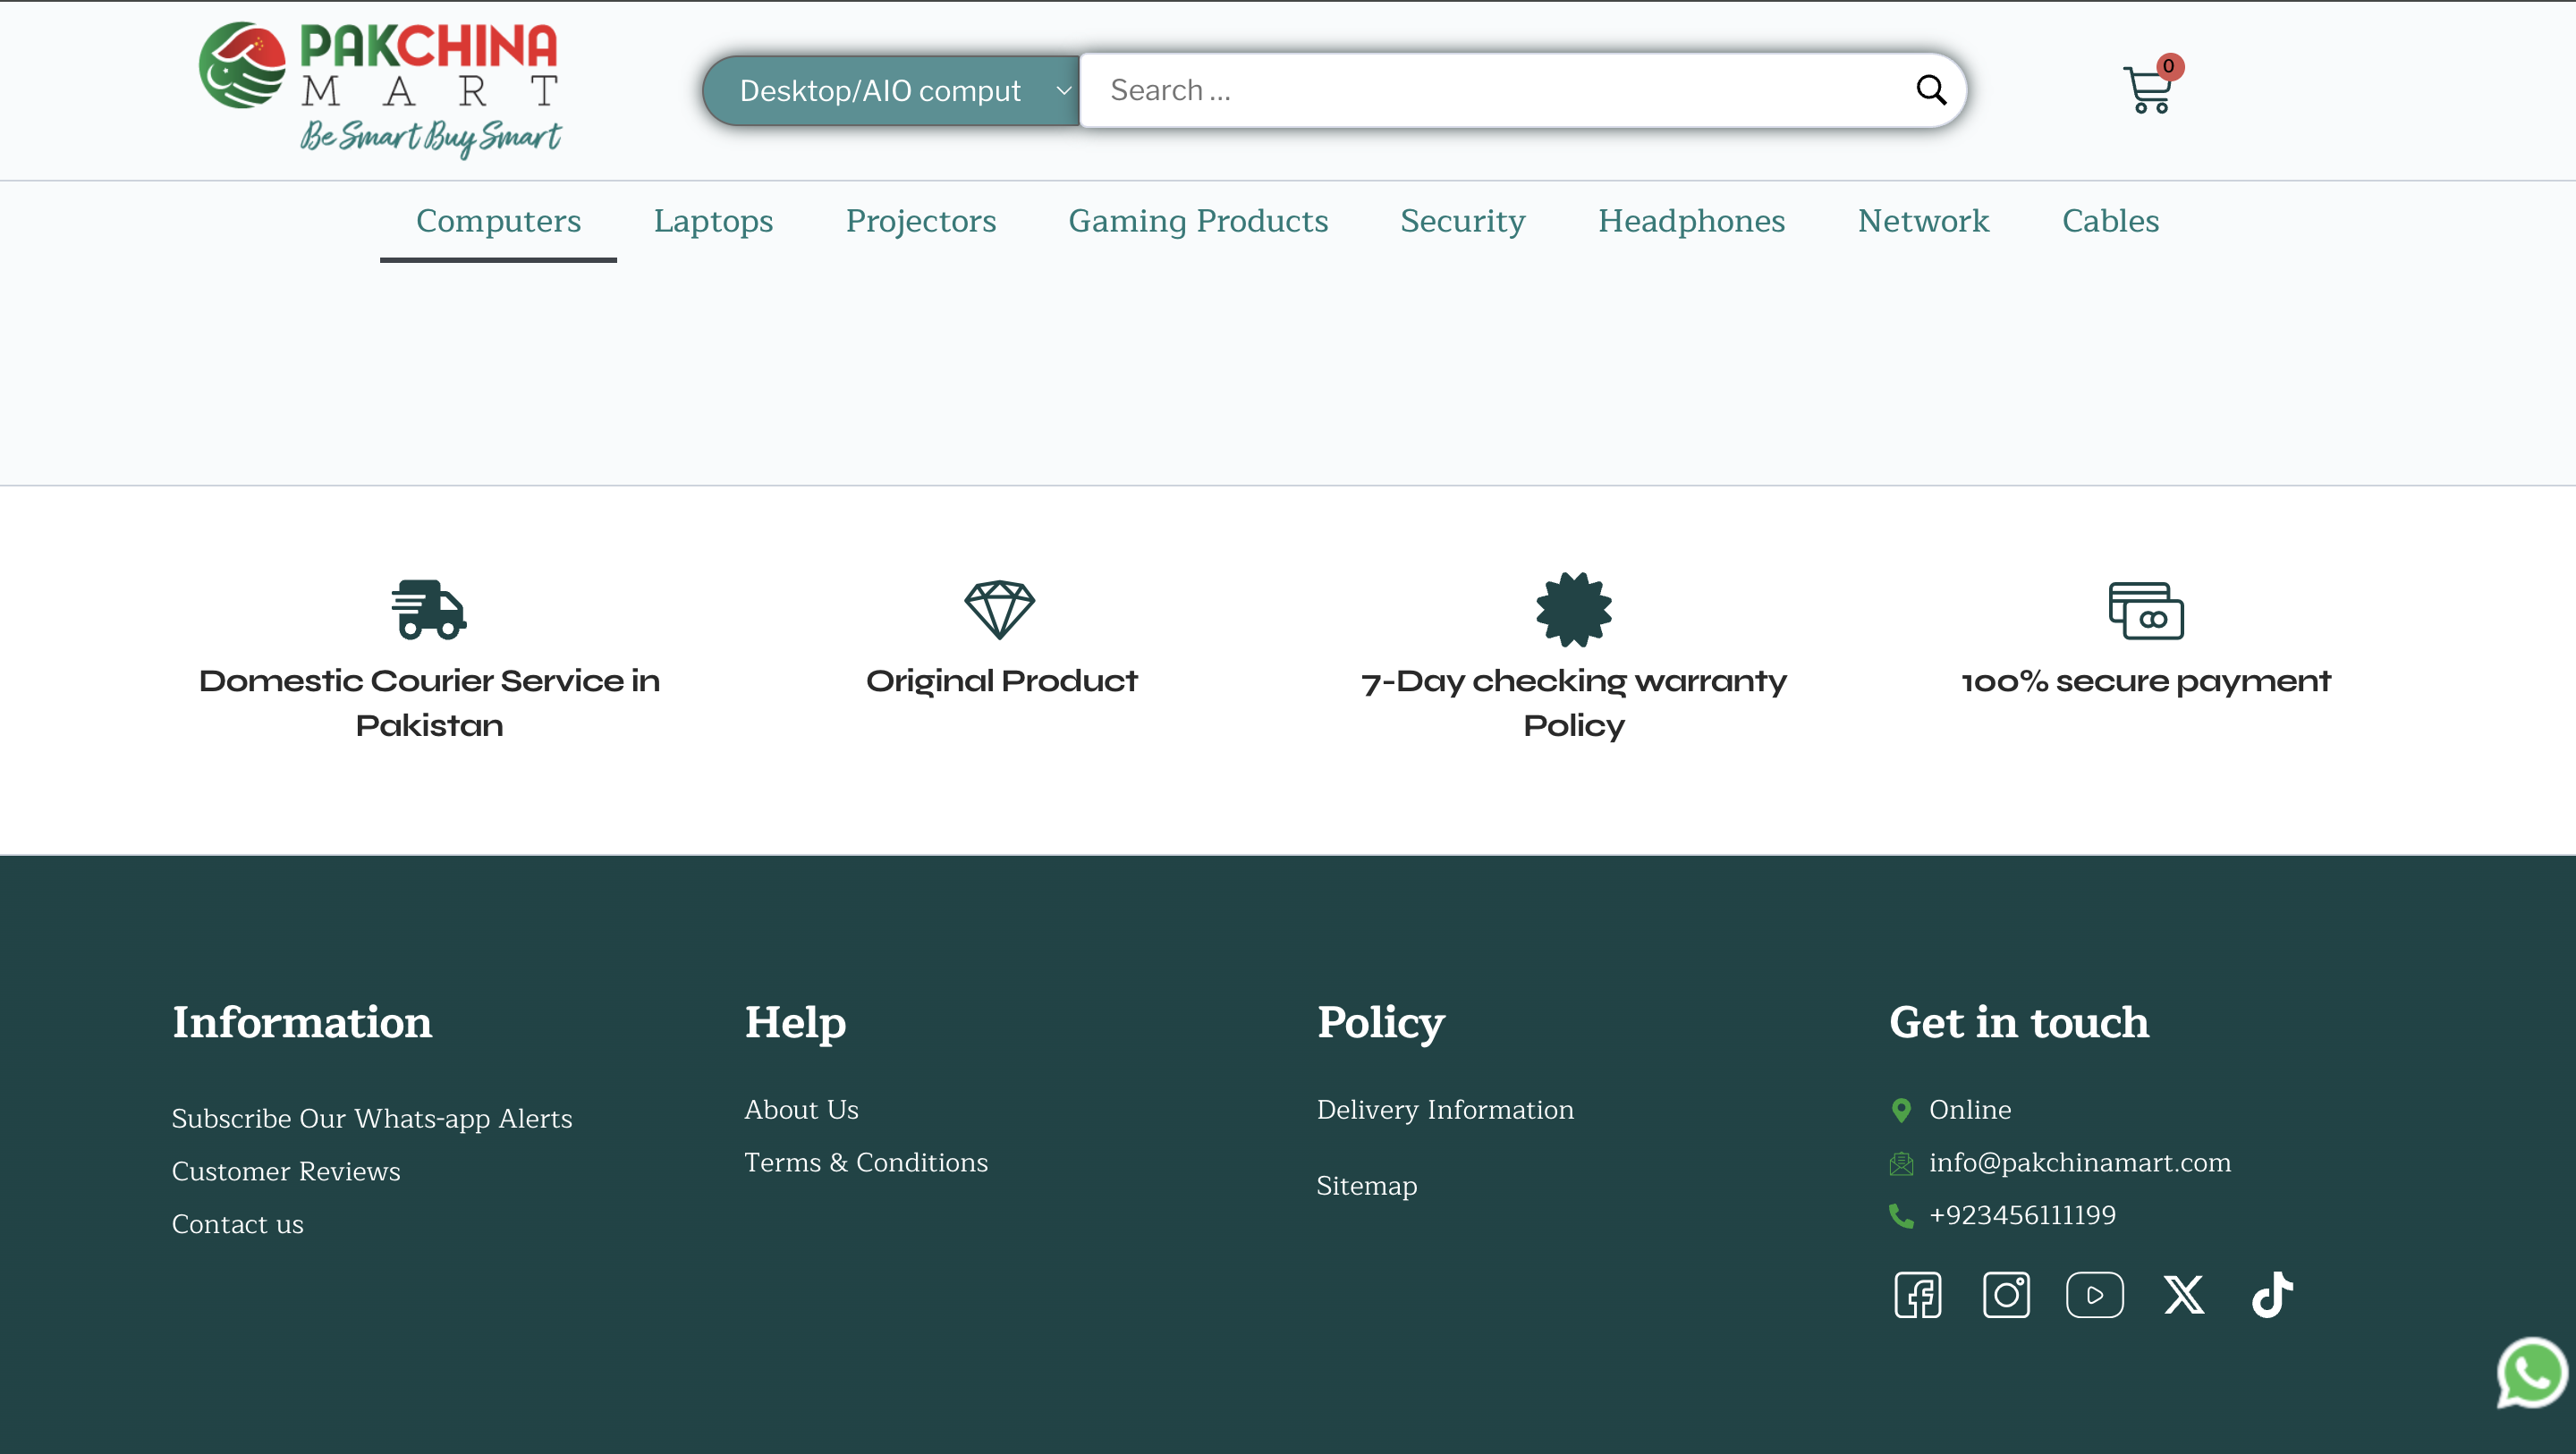 PAKCHINA
MART
Be Smart Buy Smart
Desktop/AIO comput
Search ...
0
Computers
Laptops
Projectors
Gaming Products
Security
Headphones
Network
Cables
Domestic Courier Service in
Pakistan
Original Product
7-Day checking warranty
Policy
100% secure payment
Information
Subscribe Our Whats-app Alerts
Customer Reviews
Contact us
Help
About Us
Terms & Conditions
Policy
Delivery Information
Sitemap
Get in touch
Online
info@pakchinamart.com
+923456111199